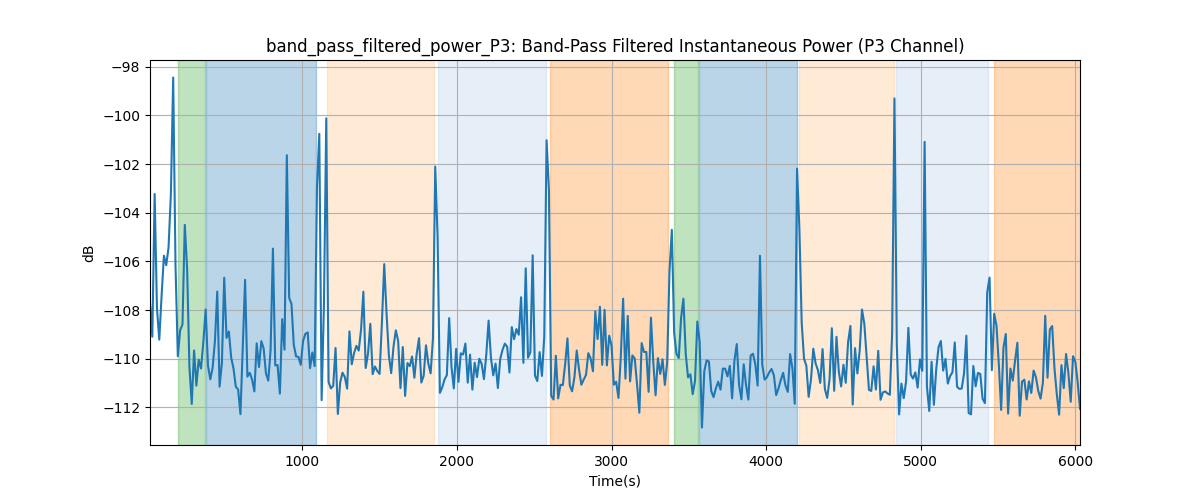 band_pass_filtered_power_P3: Band-Pass Filtered Instantaneous Power (P3 Channel)
−98
−100
−102
−104
−106
−108
−110
−112
dB
1000 2000 3000 4000 5000 6000
Time(s)